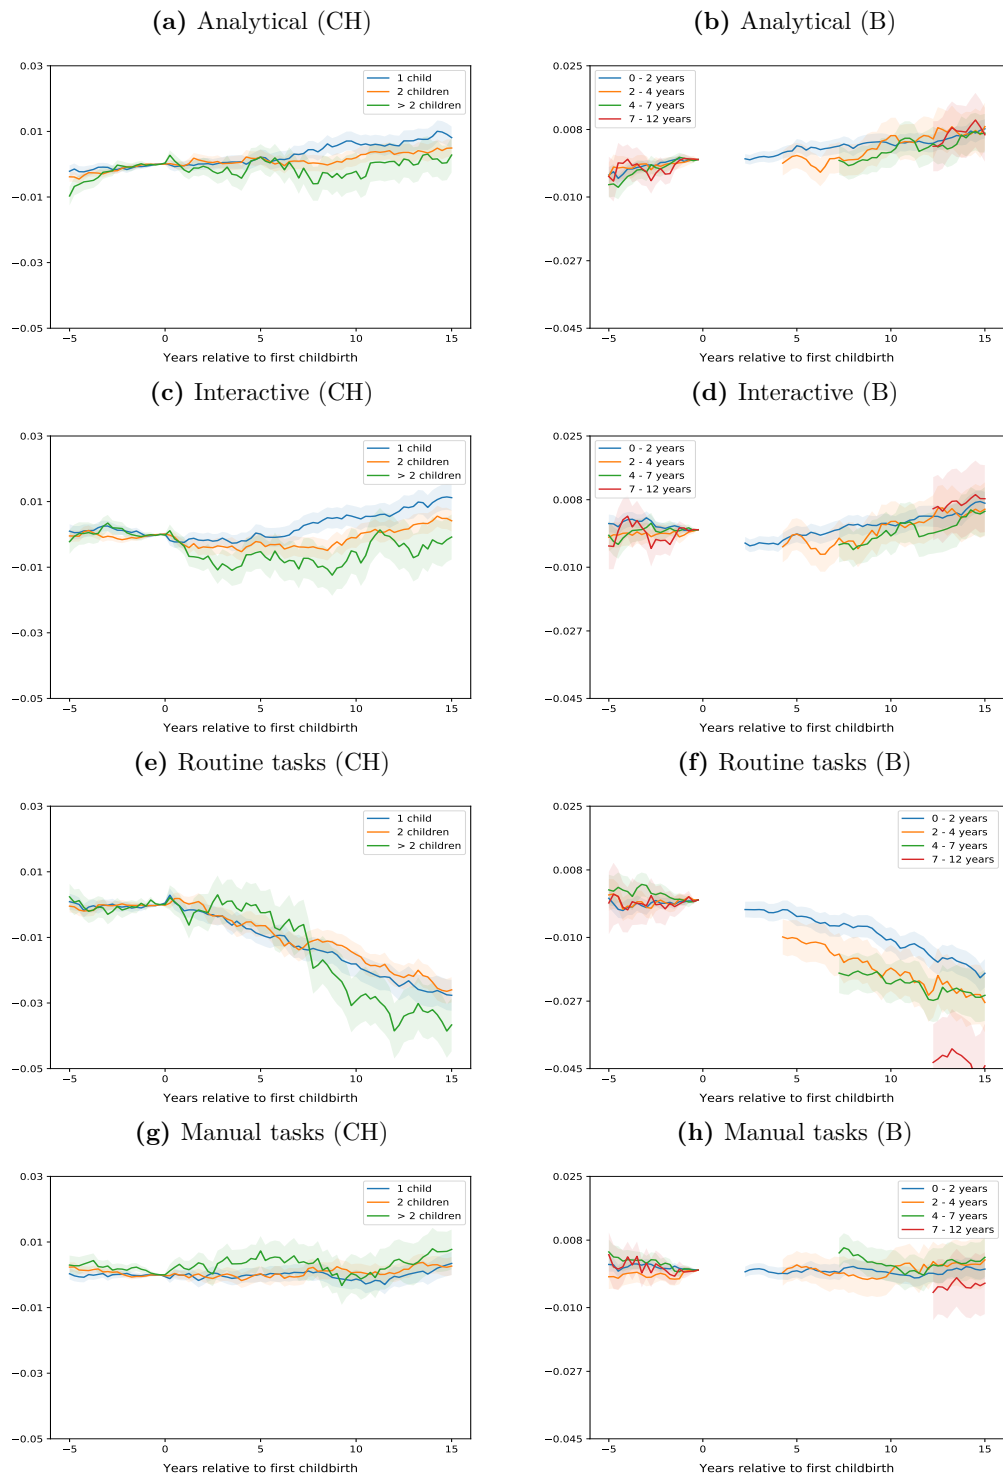 (a) Analytical (CH)
0.03
0.01
−0.01
−0.03
−0.05
−5
0
5
10
15
1 child
2 children
> 2 children
Years relative to first childbirth
(b) Analytical (B)
0.025
0.008
−0.010
−0.027
−0.045
−5
0
5
10
15
0 - 2 years
2 - 4 years
4 - 7 years
7 - 12 years
Years relative to first childbirth
(c) Interactive (CH)
0.03
0.01
−0.01
−0.03
−0.05
−5
0
5
10
15
1 child
2 children
> 2 children
Years relative to first childbirth
(d) Interactive (B)
0.025
0.008
−0.010
−0.027
−0.045
−5
0
5
10
15
0 - 2 years
2 - 4 years
4 - 7 years
7 - 12 years
Years relative to first childbirth
(e) Routine tasks (CH)
0.03
0.01
−0.01
−0.03
−0.05
−5
0
5
10
15
1 child
2 children
> 2 children
Years relative to first childbirth
(f) Routine tasks (B)
0.025
0.008
−0.010
−0.027
−0.045
−5
0
5
10
15
0 - 2 years
2 - 4 years
4 - 7 years
7 - 12 years
Years relative to first childbirth
(g) Manual tasks (CH)
0.03
0.01
−0.01
−0.03
−0.05
−5
0
5
10
15
1 child
2 children
> 2 children
Years relative to first childbirth
(h) Manual tasks (B)
0.025
0.008
−0.010
−0.027
−0.045
−5
0
5
10
15
0 - 2 years
2 - 4 years
4 - 7 years
7 - 12 years
Years relative to first childbirth